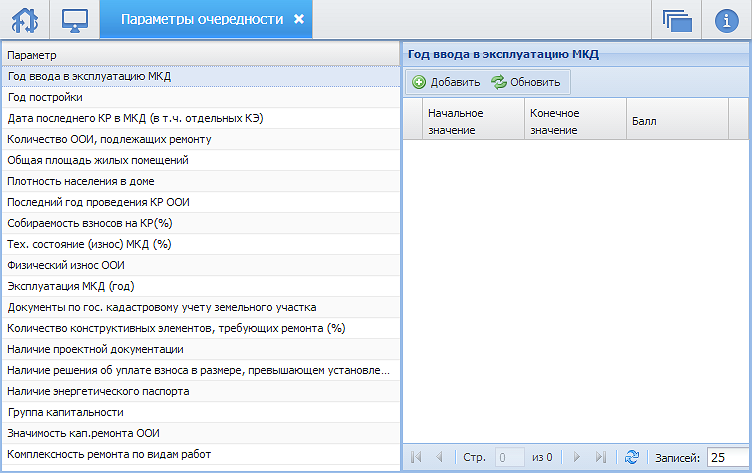 Параметры очередности
Параметр
Год ввода в эксплуатацию МКД
Год постройки
Дата последнего КР в МКД (в т.ч. отдельных КЭ)
Количество ООИ, подлежащих ремонту
Общая площадь жилых помещений
Плотность населения в доме
Последний год проведения КР ООИ
Собираемость взносов на КР(%)
Тех. состояние (износ) МКД (%)
Физический износ ООИ
Эксплуатация МКД (год)
Документы по гос. кадастровому учету земельного участка
Количество конструктивных элементов, требующих ремонта (%)
Наличие проектной документации
Наличие решения об уплате взноса в размере, превышающем установле...
Наличие энергетического паспорта
Группа капитальности
Значимость кап.ремонта ООИ
Комплексность ремонта по видам работ
Год ввода в эксплуатацию МКД
Добавить Обновить
Начальное значение Конечное значение Балл
Стр. 0 из 0 Записей: 25